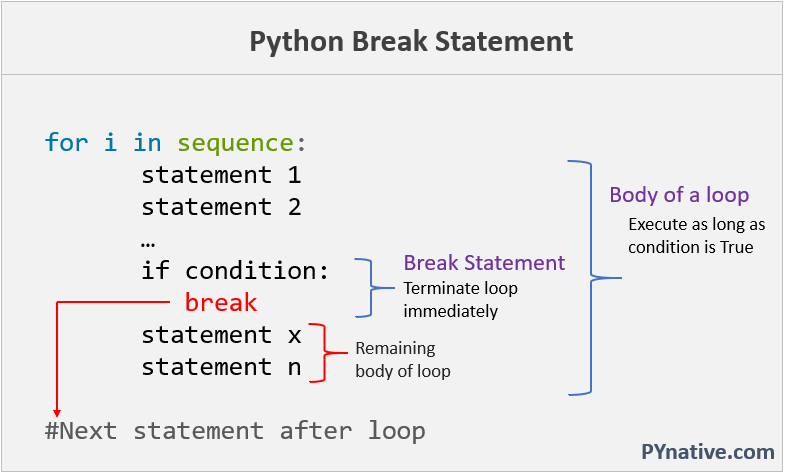 Python Break Statement
for i in sequence:
statement 1
statement 2
…
if condition:
break
statement x
statement n
#Next statement after loop
Body of a loop
Execute as long as
condition is True
Break Statement
Terminate loop
immediately
Remaining
body of loop
PYnative.com